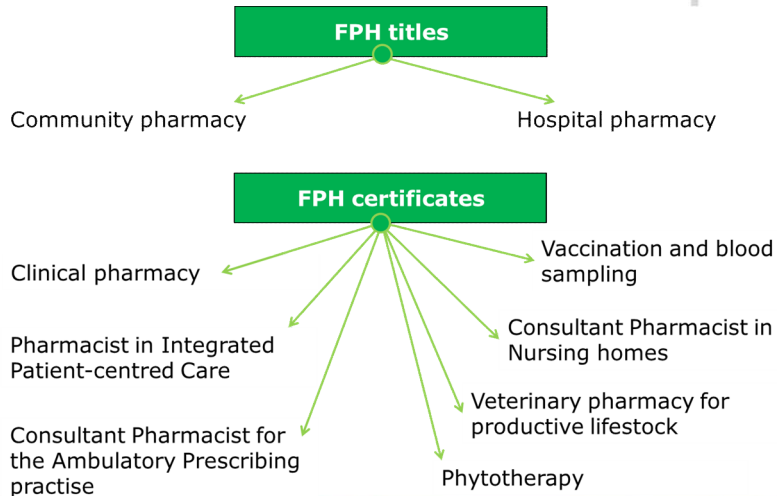 FPH titles
Community pharmacy
Hospital pharmacy
FPH certificates
Clinical pharmacy
Vaccination and blood
sampling
Pharmacist in Integrated
Patient-centred Care
Consultant Pharmacist in
Nursing homes
Consultant Pharmacist for
the Ambulatory Prescribing
practise
Veterinary pharmacy for
productive lifestock
Phytotherapy